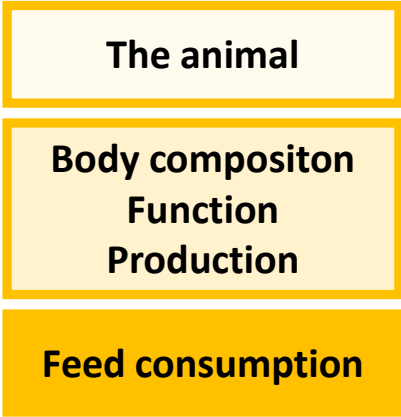 The animal
Body compositon
Function
Production
Feed consumption